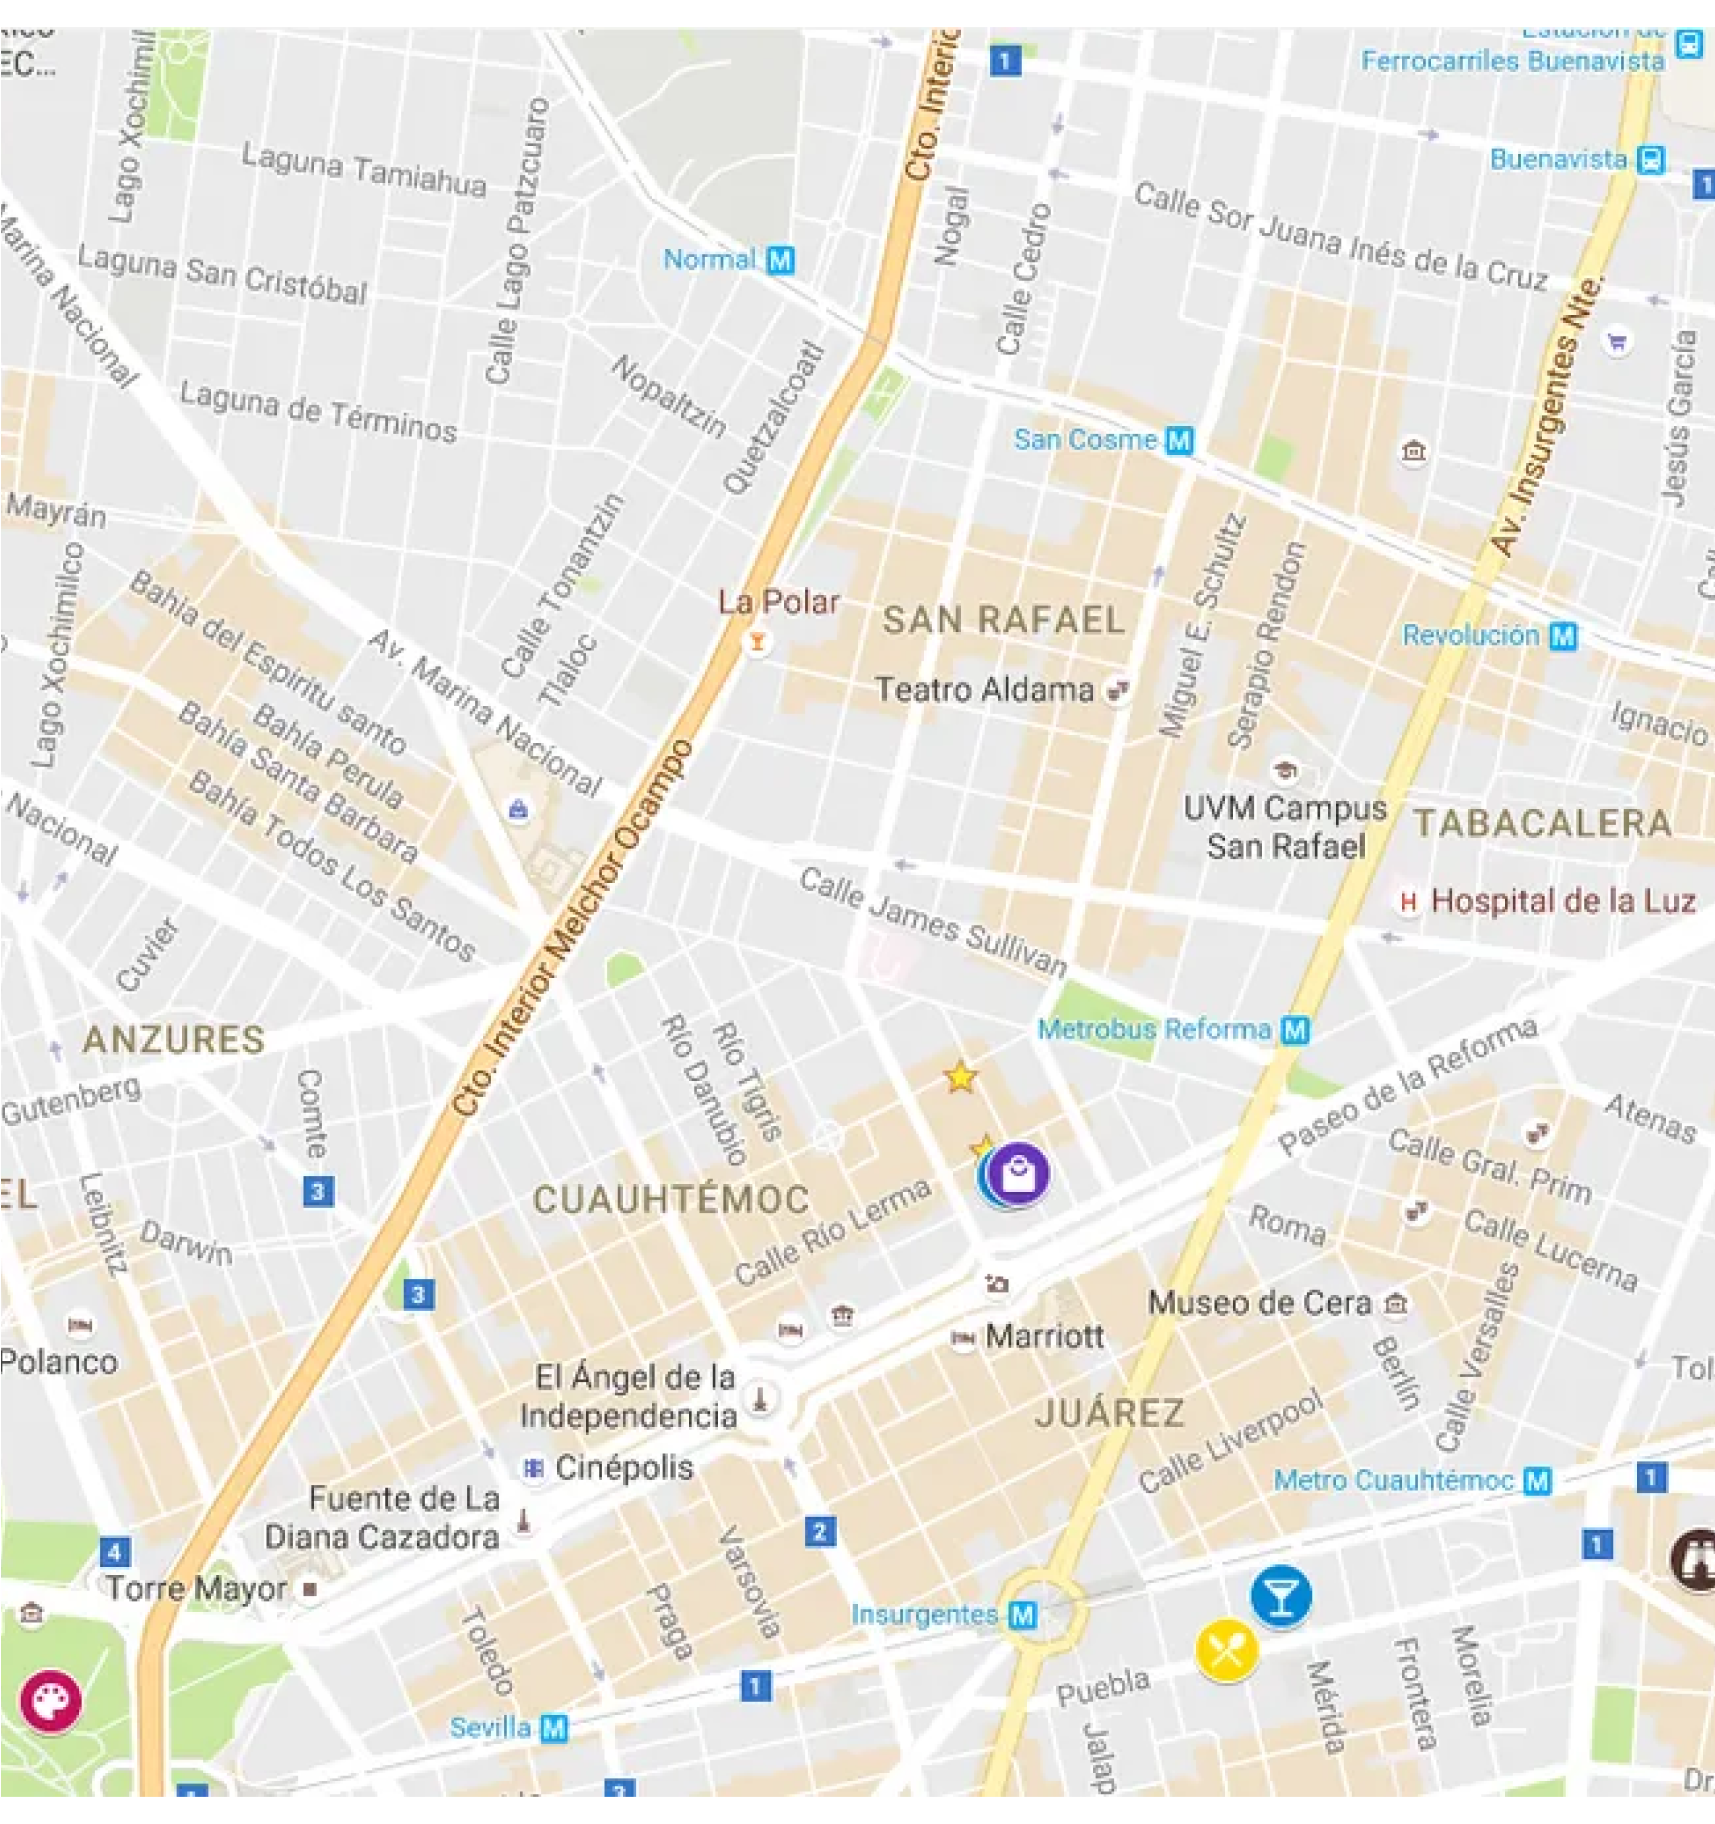 EC...
Lago Xochimil
Cto. Interic
1
Ferrocarriles Buenavista
Laguna Tamiahua
Calle Lago Patzcuaro
Buenavista
1
Marina Nacional
Laguna San Cristóbal
Normal M
Nogal
Calle Cedro
Calle Sor Juana Inés de la Cruz
Av. Insurgentes Nte.
Jesús García
Laguna de Términos
Nopaltzin
Quetzalcoatl
San Cosme M
Mayrán
Lago Xochimilco
Bahia del Espiritu santo
Calle Tonantzin
Tlaloc
La Polar
SAN RAFAEL
Miguel E. Schultz
Serapio Rendon
Revolución M
Teatro Aldama
Av. Marina Nacional
Bahía Perula
Bahía Santa Barbara
Bahía Todos Los Santos
Nacional
Ignacio
UVM Campus
San Rafael
TABACALERA
Cto. Interior Melchor Ocampo
Calle James Sullivan
H Hospital de la Luz
Cuvier
ANZURES
Río Danubio
Río Tigris
Metrobus Reforma M
Paseo de la Reforma
Gutenberg
Comte
Atenas
Calle Gral. Prim
3
EL
Leibnitz
Darwin
CUAUHTÉMOC
Calle Río Lerma
Roma
Calle Lucerna
3
Calle Versalles
Museo de Cera
Berlín
Marriott
Polanco
El Ángel de la
Independencia
JUÁREZ
Calle Liverpool
Tol
Cinépolis
Metro Cuauhtémoc M
1
Fuente de La
Diana Cazadora
4
2
1
Torre Mayor
Toledo
Praga
Varsovia
Insurgentes M
1
Puebla
Jalap
Mérida
Frontera
Morelia
Sevilla M
Dr.